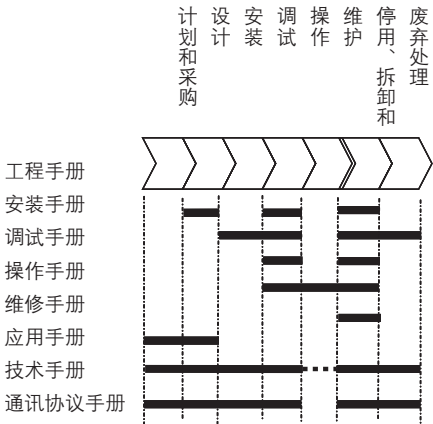 计划和采购
设计
安装
调试
操作
维护
停用、拆卸和
废弃处理
工程手册
安装手册
调试手册
操作手册
维修手册
应用手册
技术手册
通讯协议手册